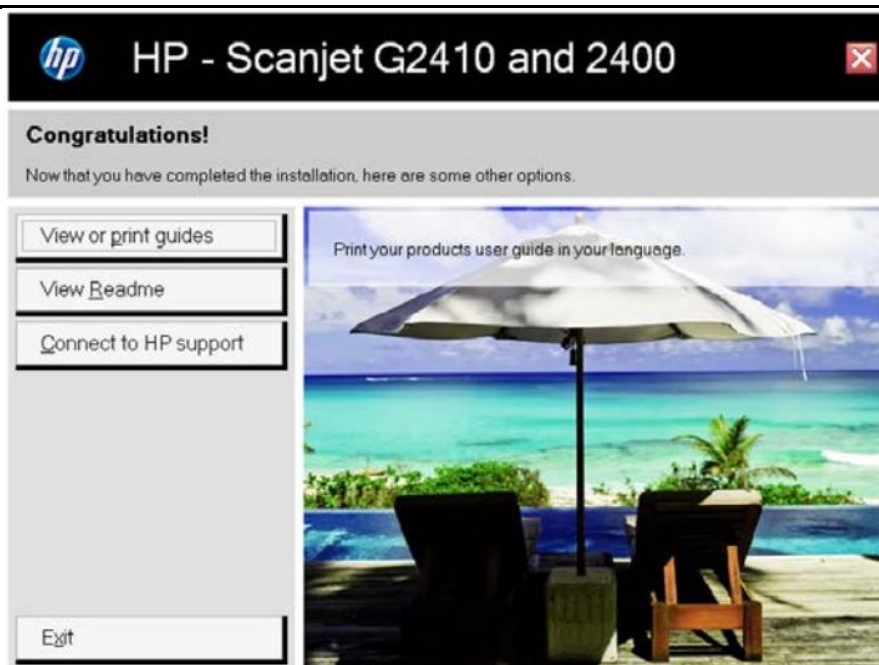 hp
HP - Scanjet G2410 and 2400
Congratulations!
Now that you have completed the installation, here are some other options.
View or print guides
Print your products user guide in your language.
View Readme
Connect to HP support
Exit